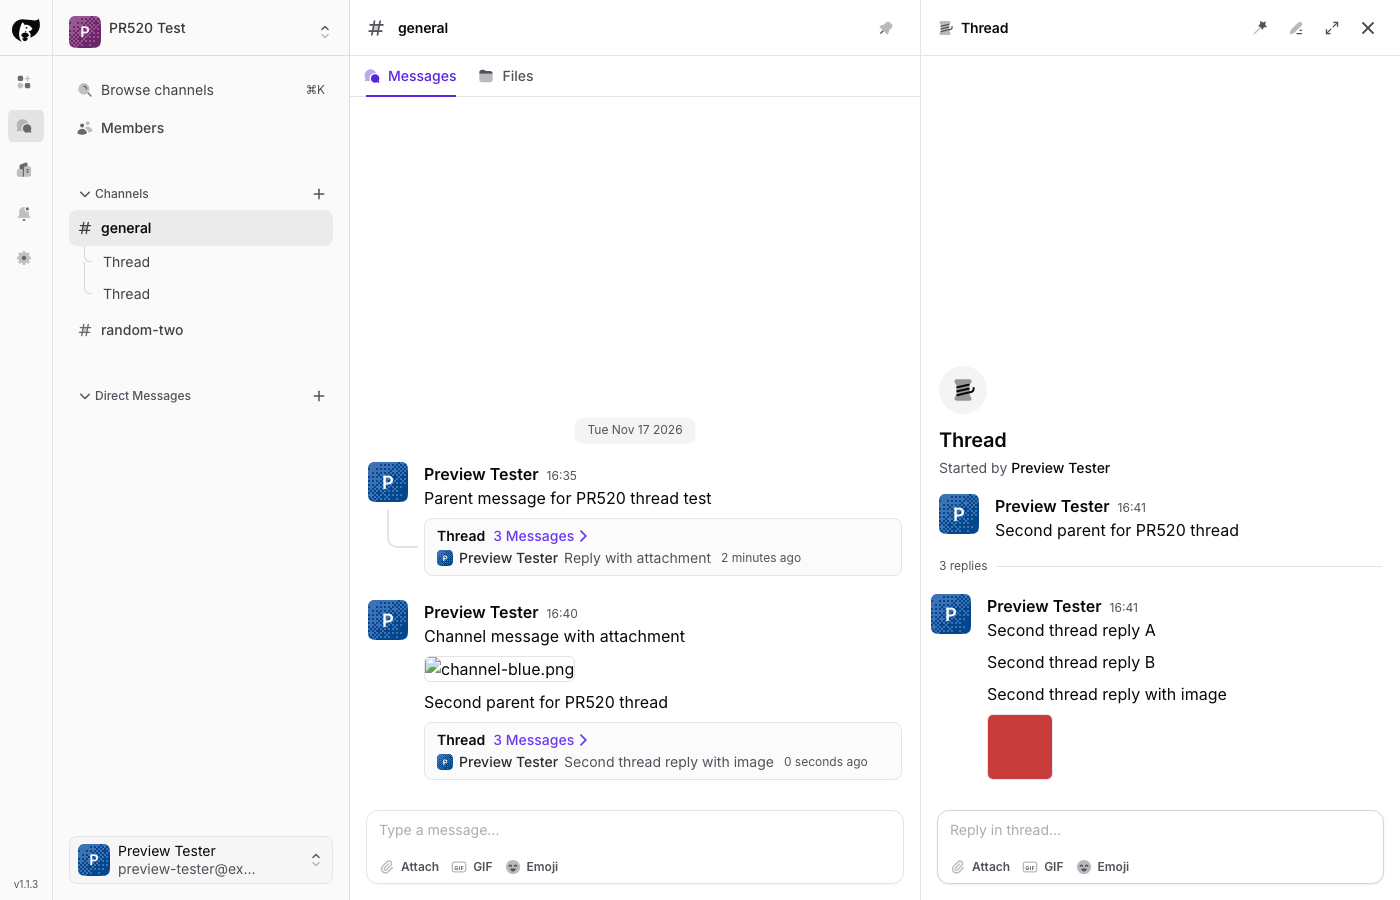 P
PR520 Test
Browse channels ⌘K
Members
Channels
general
Thread
Thread
random-two
Direct Messages
P
Preview Tester
preview-tester@ex...
v1.1.3
general
Messages
Files
Tue Nov 17 2026
P
Preview Tester 16:35
Parent message for PR520 thread test
Thread 3 Messages
P Preview Tester Reply with attachment 2 minutes ago
P
Preview Tester 16:40
Channel message with attachment
channel-blue.png
Second parent for PR520 thread
Thread 3 Messages
P Preview Tester Second thread reply with image 0 seconds ago
Type a message...
Attach GIF GIF Emoji
Thread
Thread
Started by Preview Tester
P
Preview Tester 16:41
Second parent for PR520 thread
3 replies
P
Preview Tester 16:41
Second thread reply A
Second thread reply B
Second thread reply with image
Reply in thread...
Attach GIF GIF Emoji